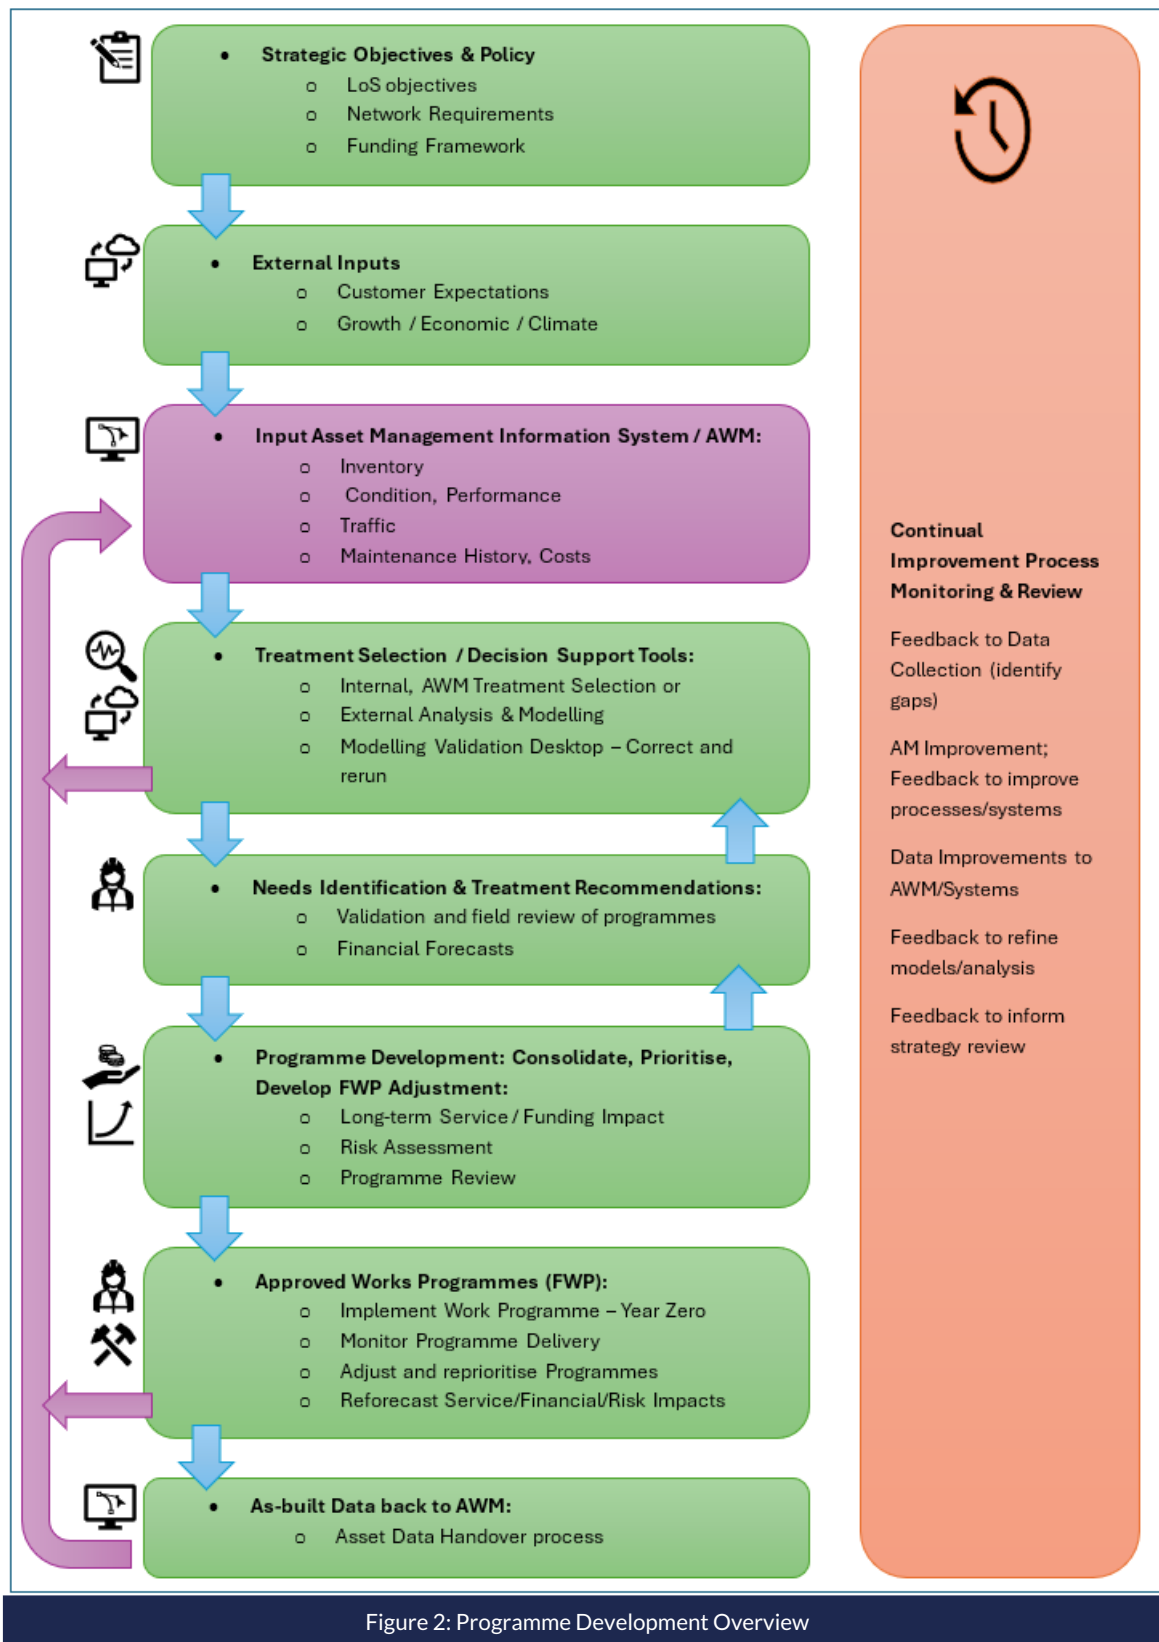 • Strategic Objectives & Policy
o LoS objectives
o Network Requirements
o Funding Framework
• External Inputs
o Customer Expectations
o Growth / Economic / Climate
• Input Asset Management Information System / AWM:
o Inventory
o Condition, Performance
o Traffic
o Maintenance History, Costs
• Treatment Selection / Decision Support Tools:
o Internal, AWM Treatment Selection or
o External Analysis & Modelling
o Modelling Validation Desktop – Correct and
rerun
• Needs Identification & Treatment Recommendations:
o Validation and field review of programmes
o Financial Forecasts
• Programme Development: Consolidate, Prioritise,
Develop FWP Adjustment:
o Long-term Service / Funding Impact
o Risk Assessment
o Programme Review
• Approved Works Programmes (FWP):
o Implement Work Programme – Year Zero
o Monitor Programme Delivery
o Adjust and reprioritise Programmes
o Reforecast Service/Financial/Risk Impacts
• As-built Data back to AWM:
o Asset Data Handover process
Continual
Improvement Process
Monitoring & Review
Feedback to Data
Collection (identify
gaps)
AM Improvement;
Feedback to improve
processes/systems
Data Improvements to
AWM/Systems
Feedback to refine
models/analysis
Feedback to inform
strategy review
Figure 2: Programme Development Overview